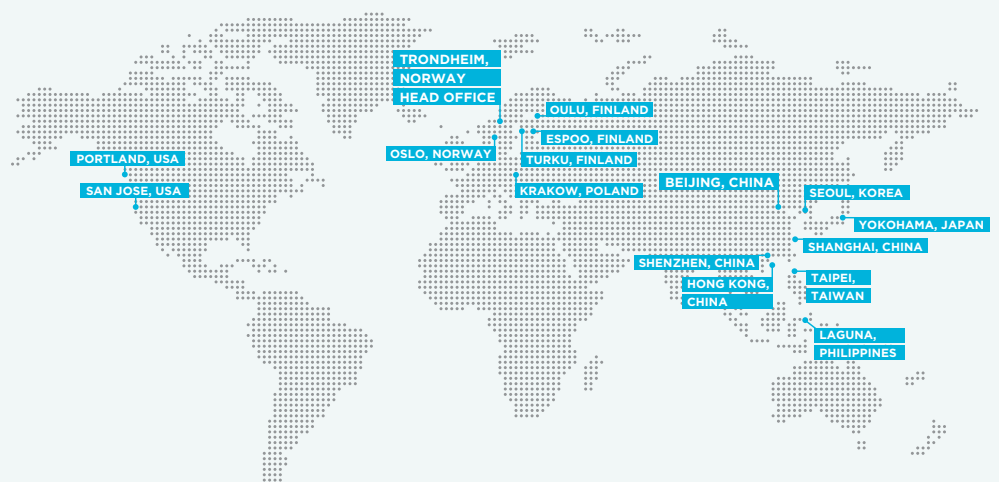 TRONDHEIM,
NORWAY
HEAD OFFICE
OULU, FINLAND
ESPOO, FINLAND
OSLO, NORWAY
TURKU, FINLAND
PORTLAND, USA
SAN JOSE, USA
KRAKOW, POLAND
BEIJING, CHINA
SEOUL, KOREA
YOKOHAMA, JAPAN
SHANGHAI, CHINA
SHENZHEN, CHINA
HONG KONG,
CHINA
TAIPEI,
TAIWAN
LAGUNA,
PHILIPPINES